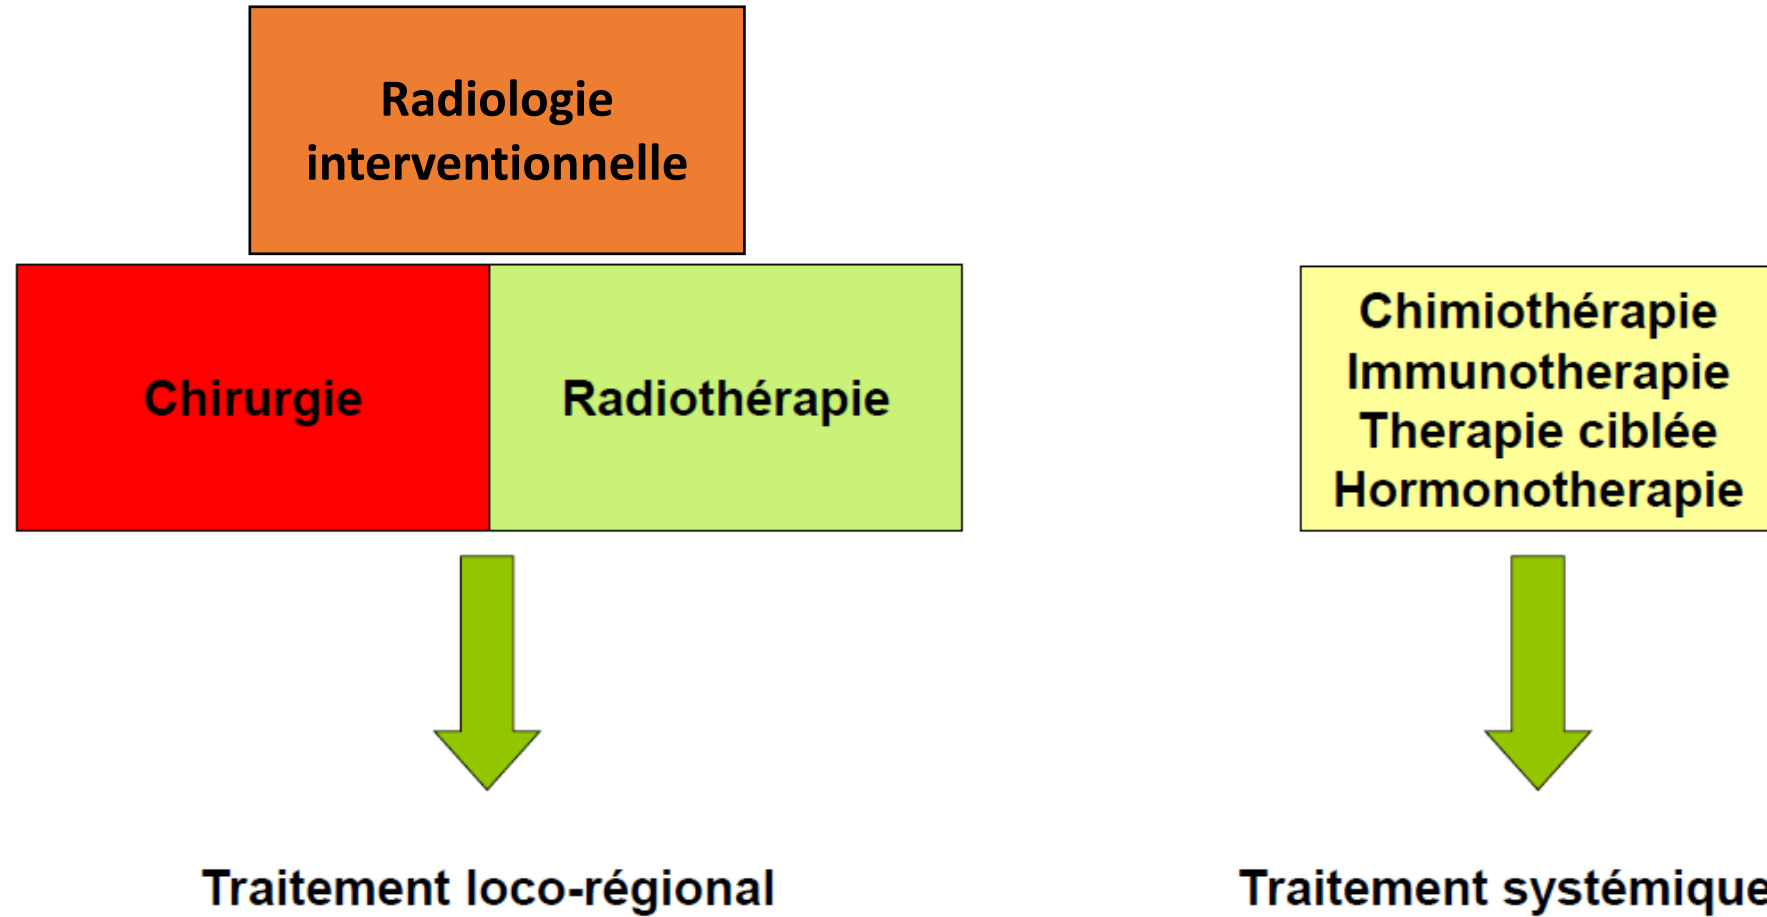 Radiologie
interventionnelle
Chirurgie
Radiothérapie
Chimiothérapie
Immunotherapie
Therapie ciblée
Hormonotherapie
Traitement loco-régional
Traitement systémique